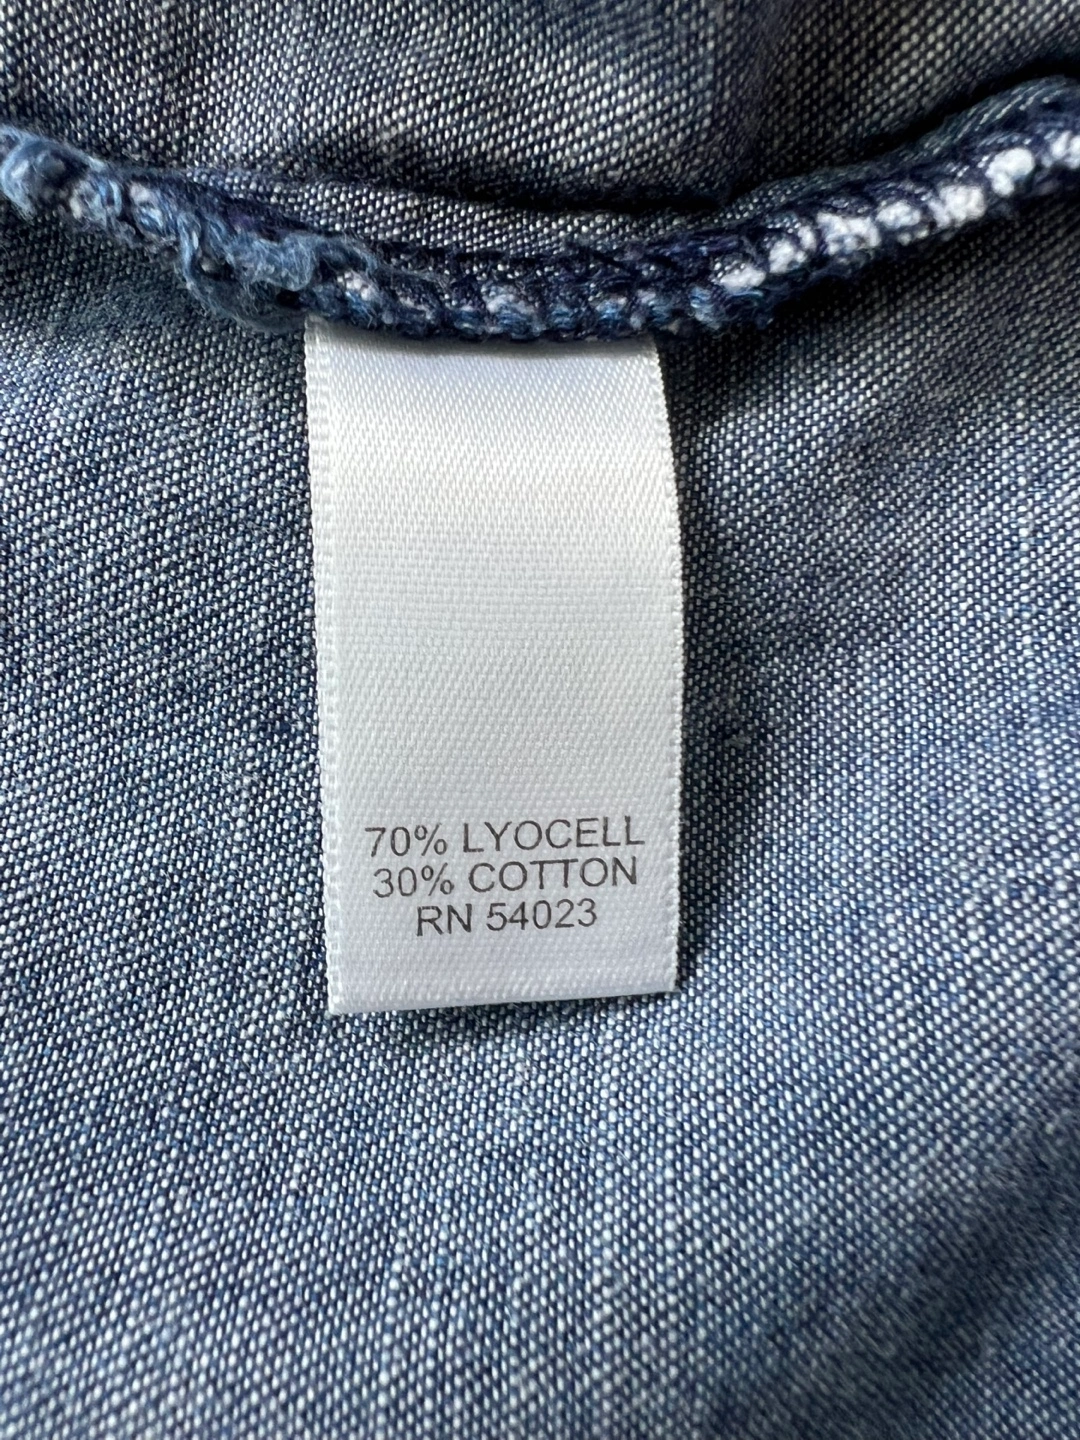 70% LYOCELL
30% COTTON
RN 54023